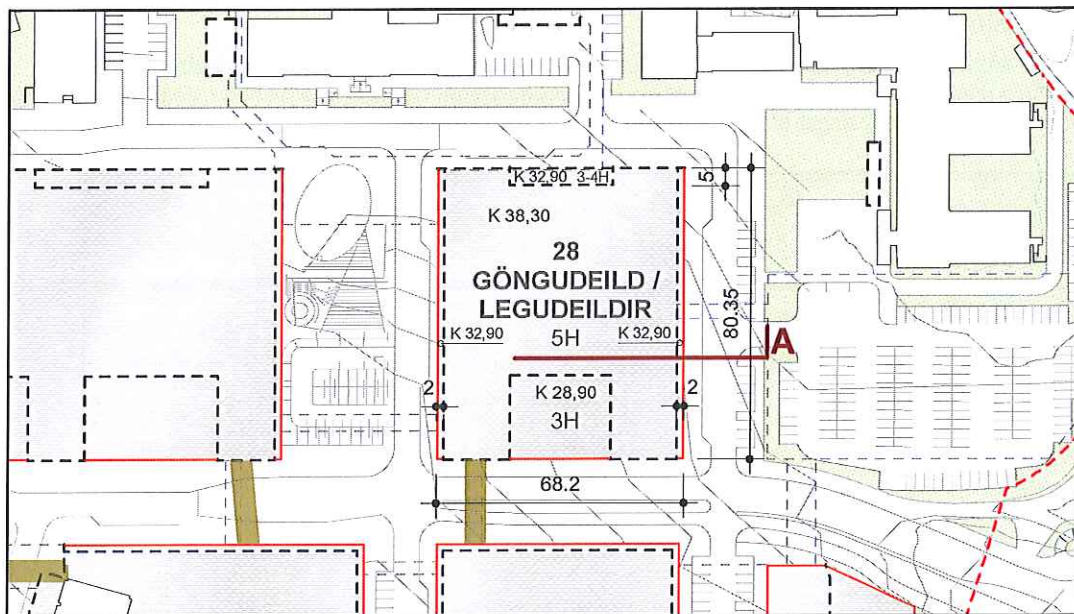 K 32,90 3-4H
5
K 38,30
28
GÖNGUDEILD /
LEGUDEILDIR
80.35
K 32,90
5H
K 32,90
A
2
K 28,90
2
3H
68.2